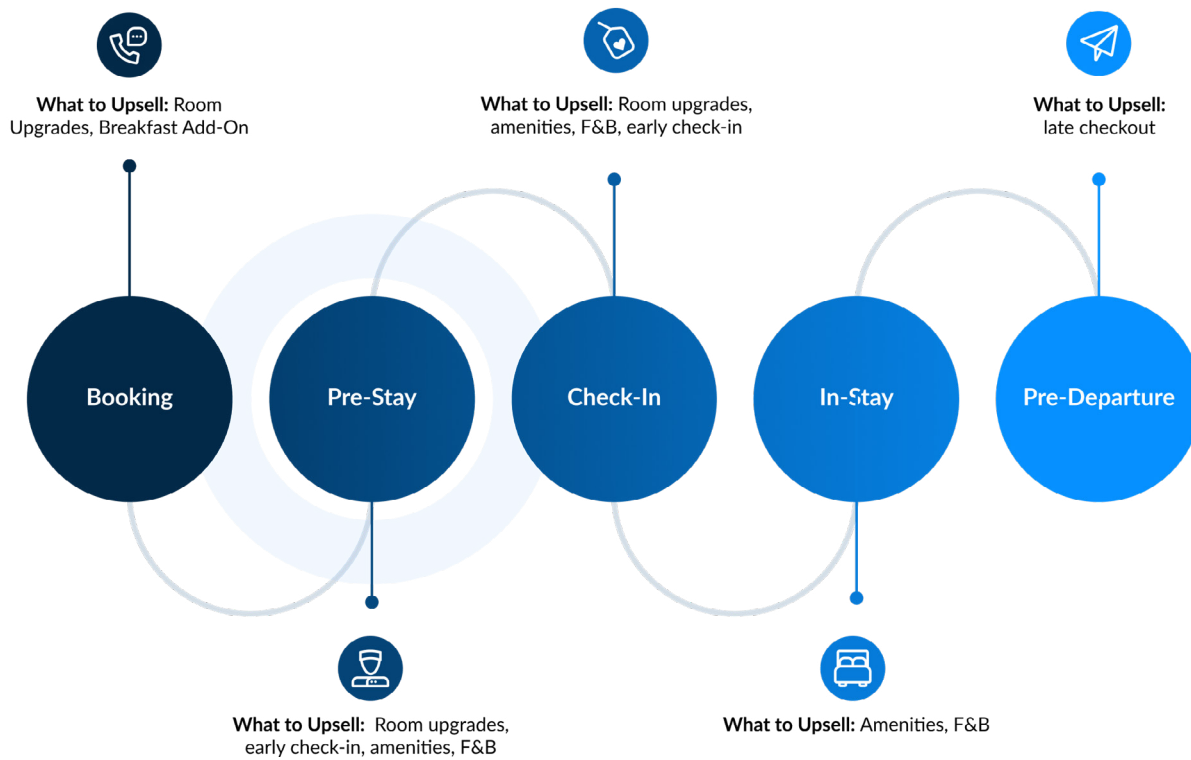 What to Upsell: Room
Upgrades, Breakfast Add-On
What to Upsell: Room upgrades,
amenities, F&B, early check-in
What to Upsell:
late checkout
Booking
Pre-Stay
Check-In
In-Stay
Pre-Departure
What to Upsell: Room upgrades,
early check-in, amenities, F&B
What to Upsell: Amenities, F&B